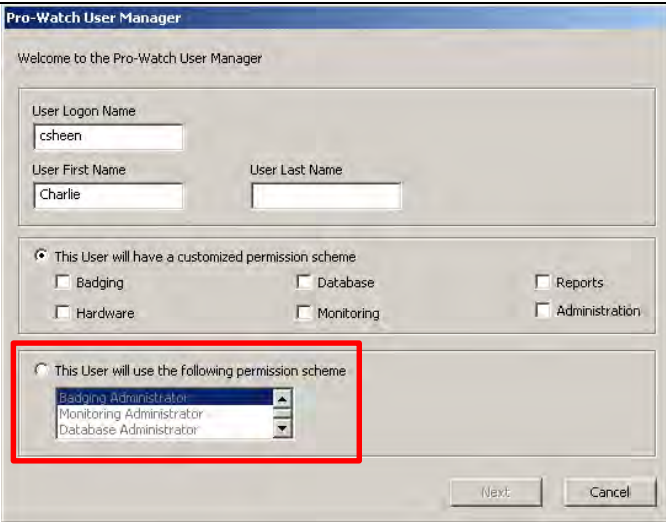 Pro-Watch User Manager
Welcome to the Pro-Watch User Manager
User Logon Name
csheen
User First Name User Last Name
Charlie
This User will have a customized permission scheme
Badging Database Reports
Hardware Monitoring Administration
This User will use the following permission scheme
Badging Administrator
Monitoring Administrator
Database Administrator
Next Cancel